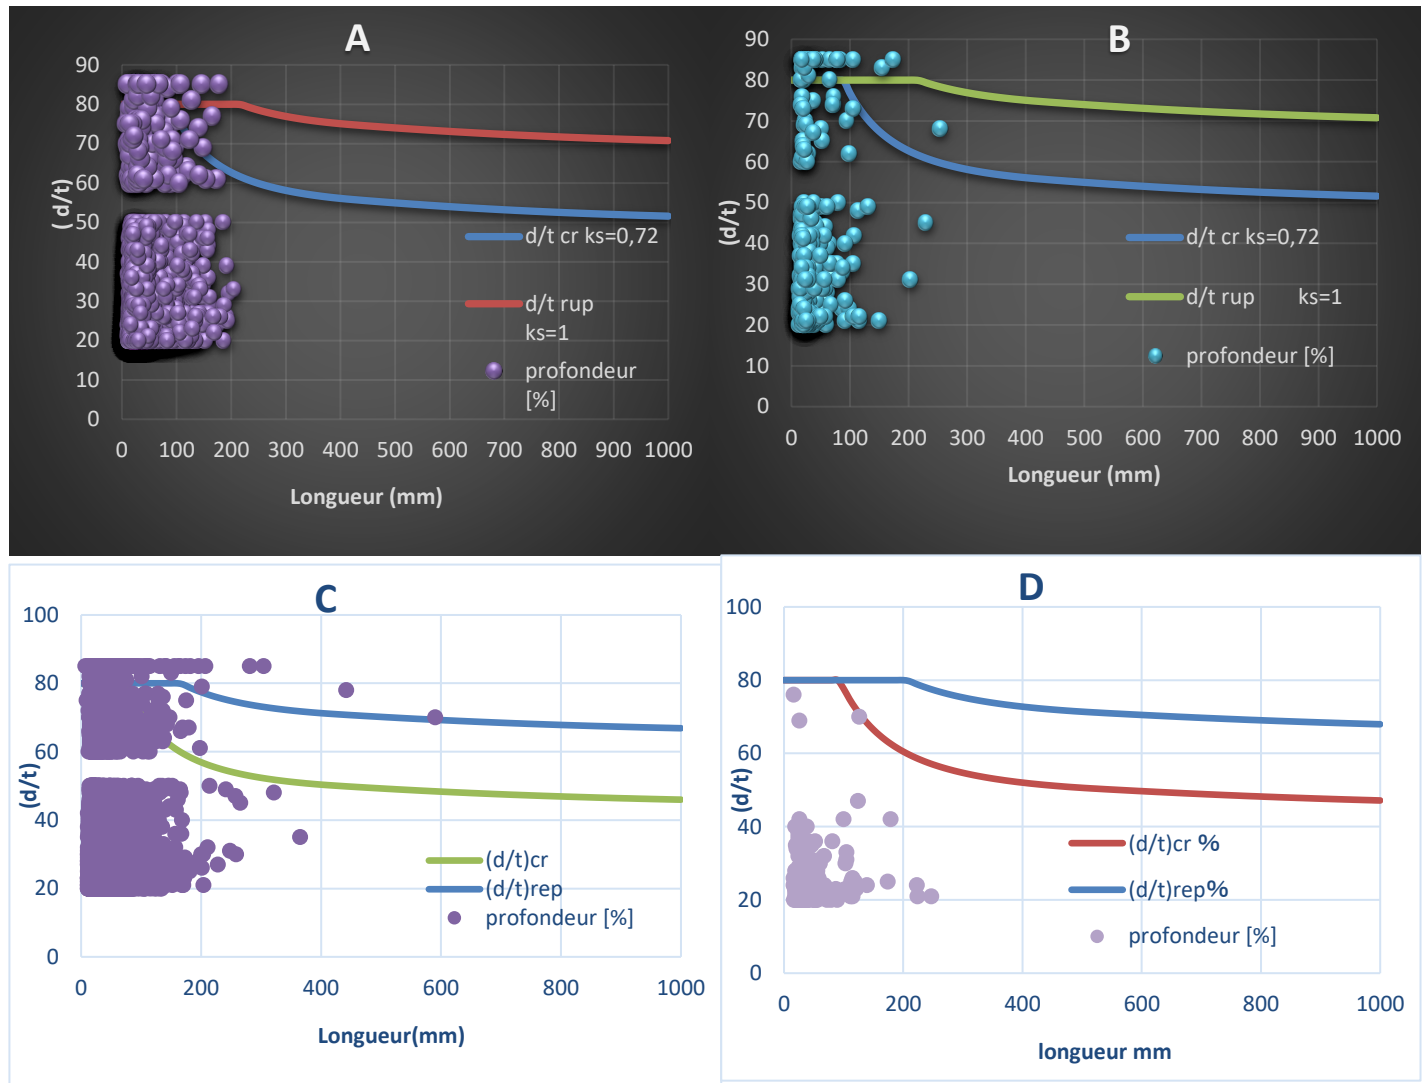 A
90
80
70
60
50
40
30
20
10
0
(d/t)
d/t cr ks=0,72
d/t rup
ks=1
profondeur
[%]
0 100 200 300 400 500 600 700 800 900 1000
Longueur (mm)
B
90
80
70
60
50
40
30
20
10
0
(d/t)
d/t cr ks=0,72
d/t rup ks=1
profondeur [%]
0 100 200 300 400 500 600 700 800 900 1000
Longueur (mm)
C
100
80
60
40
20
0
(d/t)
(d/t)cr
(d/t)rep
profondeur [%]
0 200 400 600 800 1000
Longueur(mm)
D
100
80
60
40
20
0
(d/t)
(d/t)cr %
(d/t)rep%
profondeur [%]
0 200 400 600 800 1000
longueur mm